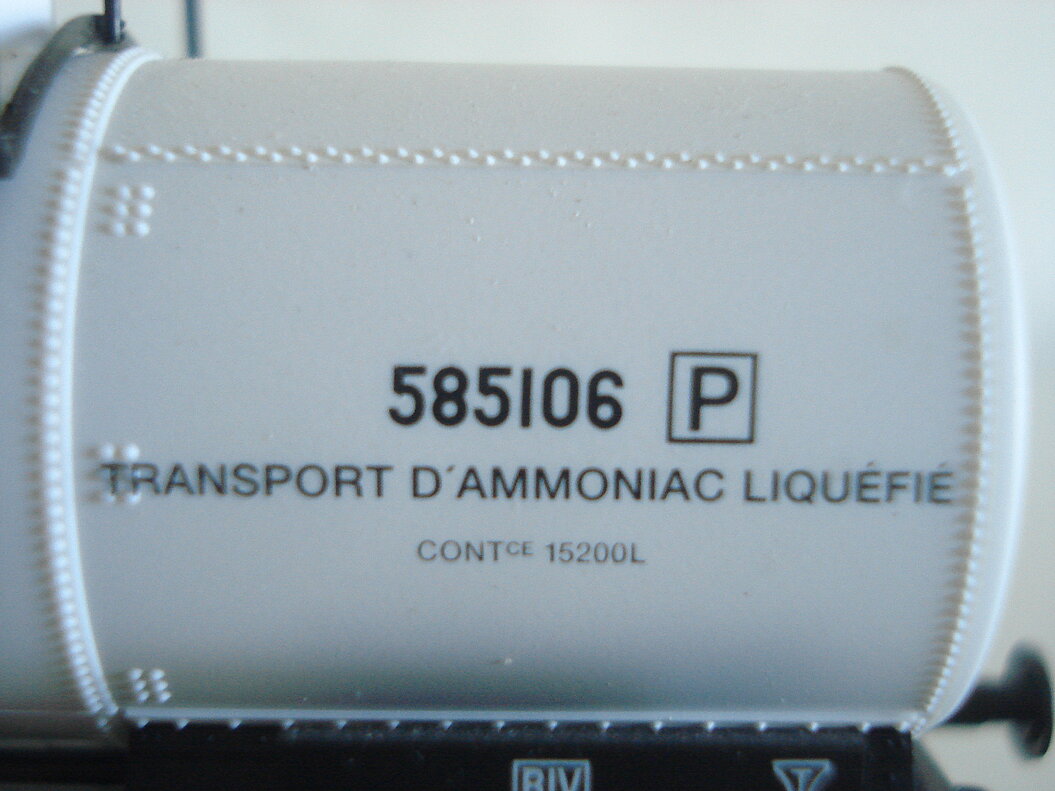 585106 P
TRANSPORT D´AMMONIAC LIQUÉFIÉ
CONTCE 15200L
RIV T